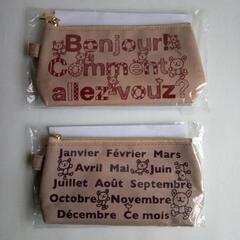 Bonjour!
Comment
allez-vouz?
Janvier Février Mars
Avril Mai Juin
Juillet Août Septembre
Octobre Novembre
Décembre Ce mois